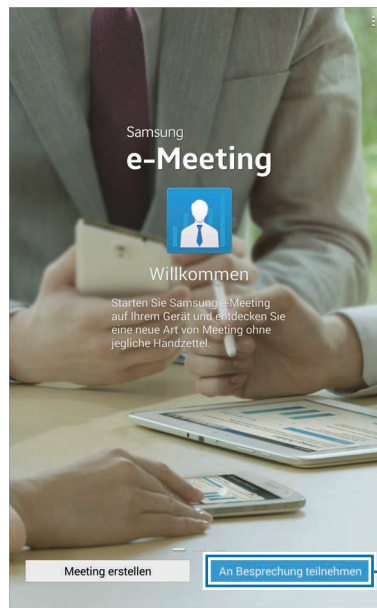 Samsung
e-Meeting
Willkommen
Starten Sie Samsung e-Meeting
auf Ihrem Gerät und entdecken Sie
eine neue Art von Meeting ohne
jegliche Handzettel.
Meeting erstellen
An Besprechung teilnehmen